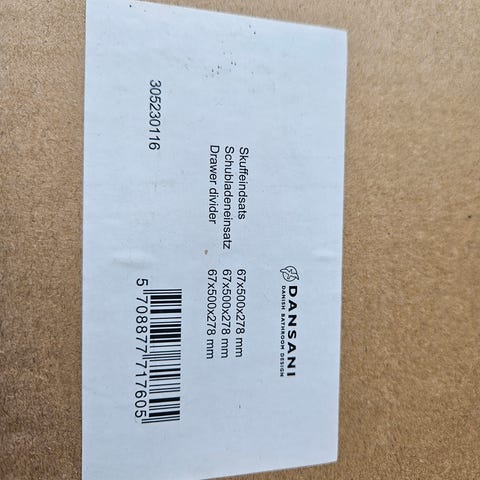 DANSANI
DANISH BATHROOM DESIGN
Skuffeindsats 67x500x278 mm
Schubladeneinsatz 67x500x278 mm
Drawer divider 67x500x278 mm
305230116
5 708877 717605